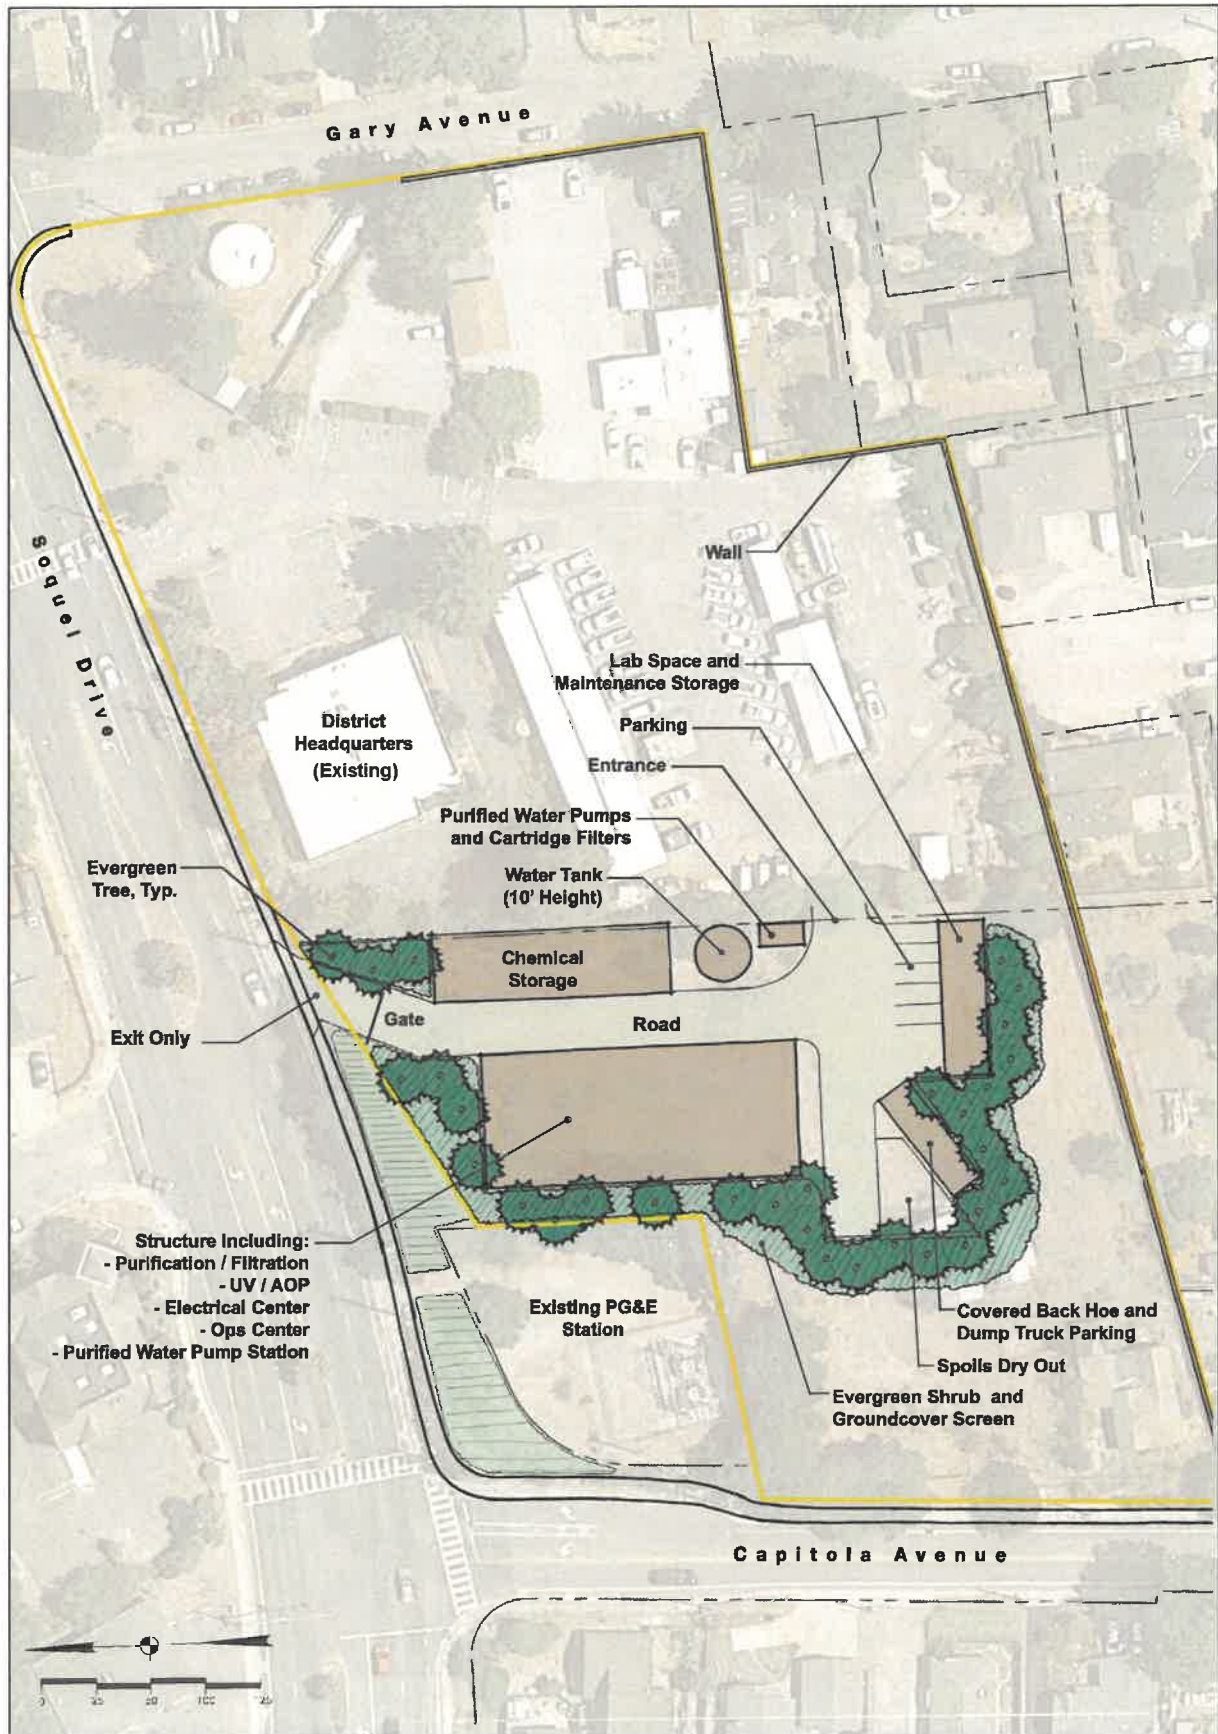 Gary Avenue
Soquel Drive
Wall
Lab Space and
Maintenance Storage
Parking
Entrance
District
Headquarters
(Existing)
Purified Water Pumps
and Cartridge Filters
Evergreen
Tree, Typ.
Water Tank
(10' Height)
Chemical
Storage
Gate
Road
Exit Only
Structure Including:
- Purification / Filtration
- UV / AOP
- Electrical Center
- Ops Center
- Purified Water Pump Station
Existing PG&E
Station
Covered Back Hoe and
Dump Truck Parking
Spoils Dry Out
Evergreen Shrub and
Groundcover Screen
Capitola Avenue
0 100